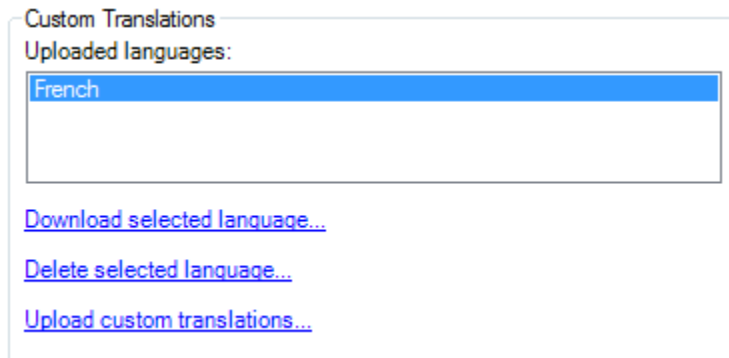 Custom Translations
Uploaded languages:
French
Download selected language...
Delete selected language...
Upload custom translations...